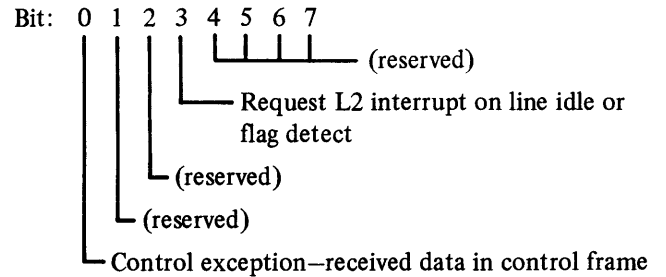 Bit: 0 1 2 3 4 5 6 7
(reserved)
Request L2 interrupt on line idle or
flag detect
(reserved)
(reserved)
Control exception—received data in control frame